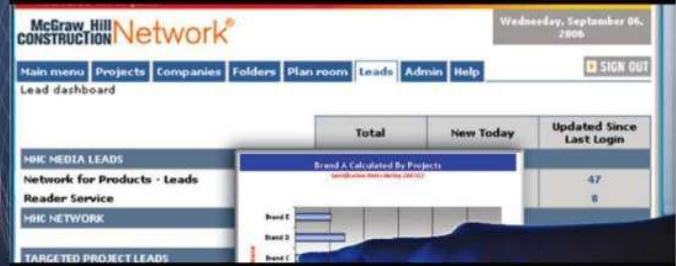 McGraw Hill
CONSTRUCTION Network®
Wednesday, September 06,
2006
Main menu Projects Companies Folders Plan room Leads Admin Help
SIGN OUT
Lead dashboard
Total New Today Updated Since
Last Login
MHC MEDIA LEADS
Brand A Calculated By Projects
Network for Products - Leads
47
Reader Service
8
MHC NETWORK
Brand E
Brand D
TARGETED PROJECT LEADS
Brand C